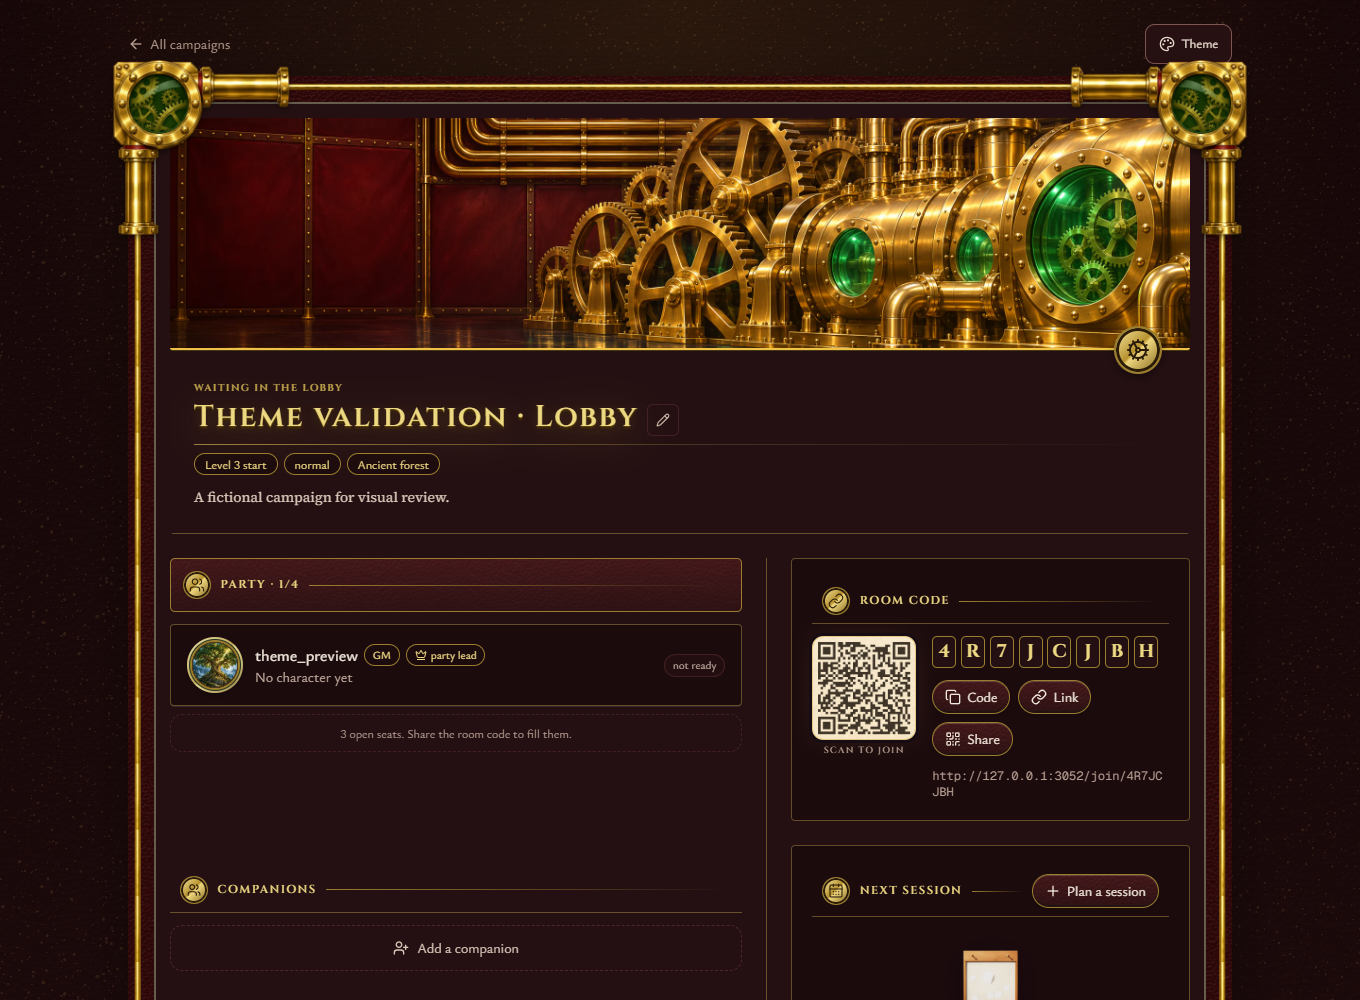 All campaigns
Theme
WAITING IN THE LOBBY
THEME VALIDATION · LOBBY
Level 3 start
normal
Ancient forest
A fictional campaign for visual review.
PARTY · 1/4
theme_preview
GM
party lead
No character yet
not ready
3 open seats. Share the room code to fill them.
COMPANIONS
Add a companion
ROOM CODE
4 R 7 J C J B H
Code
Link
Share
SCAN TO JOIN
http://127.0.0.1:3052/join/4R7JC
JBH
NEXT SESSION
Plan a session